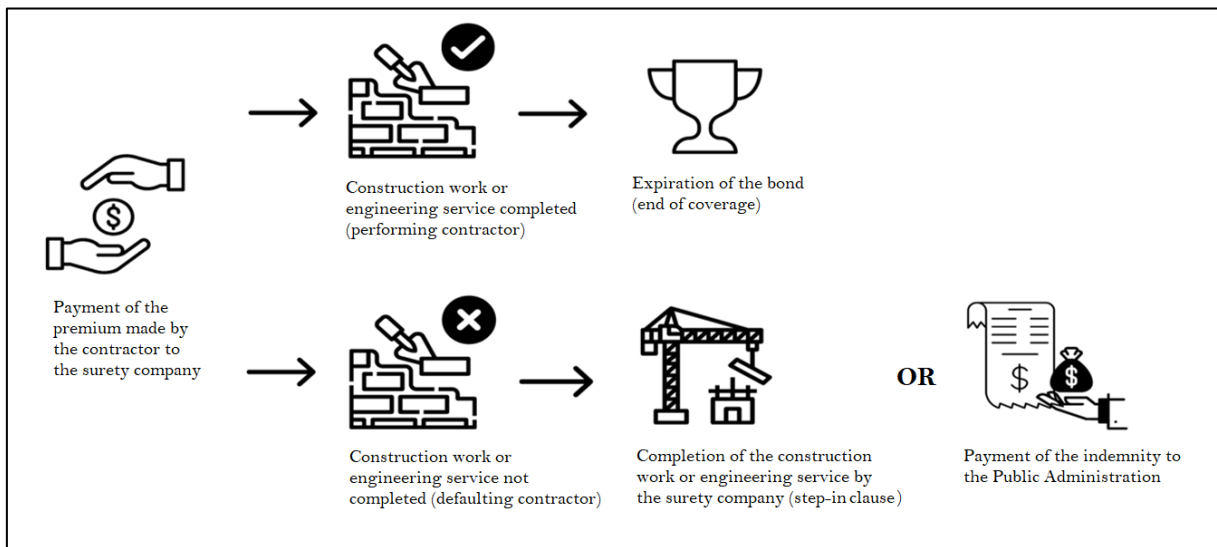 Construction work or
engineering service completed
(performing contractor)
Expiration of the bond
(end of coverage)
$
Payment of the
premium made by
the contractor to
the surety company
Construction work or
engineering service not
completed (defaulting contractor)
Completion of the construction
work or engineering service by
the surety company (step-in clause)
OR
$
$
Payment of the indemnity to
the Public Administration